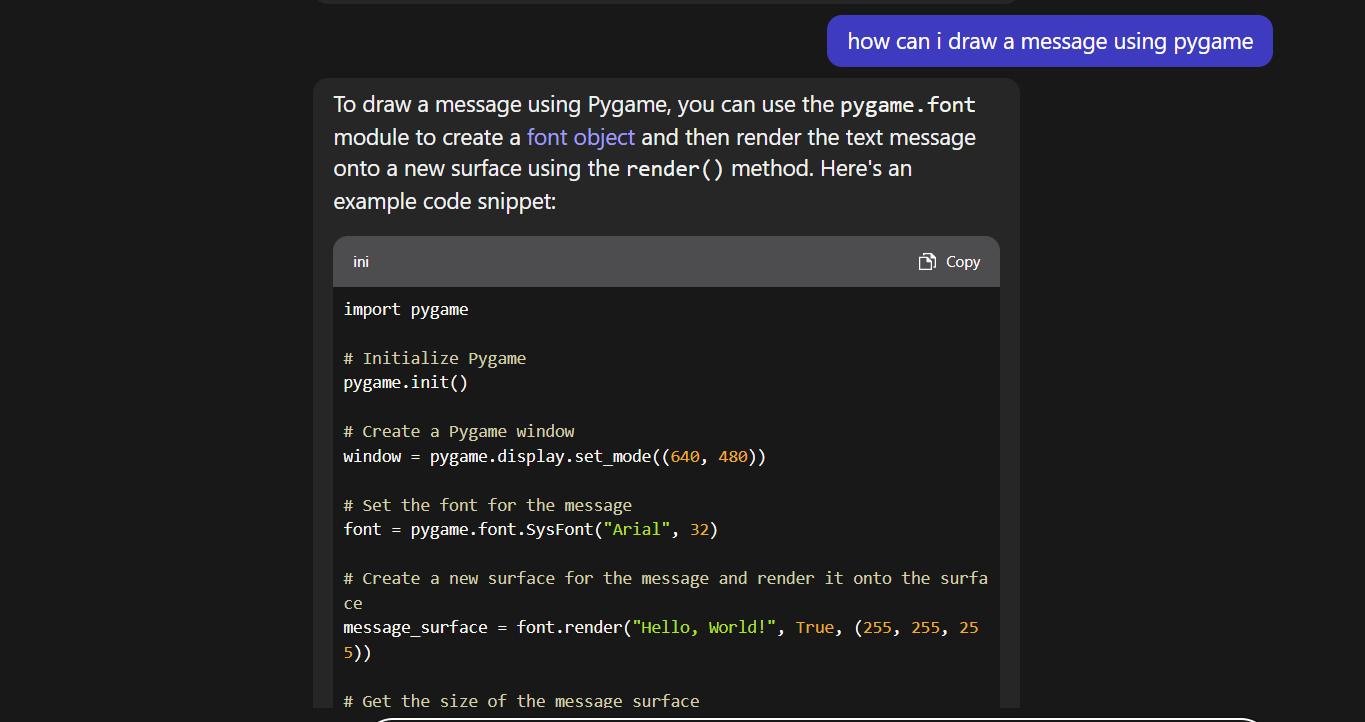 how can i draw a message using pygame
To draw a message using Pygame, you can use the pygame.font
module to create a font object and then render the text message
onto a new surface using the render() method. Here's an
example code snippet:
ini Copy
import pygame
# Initialize Pygame
pygame.init()
# Create a Pygame window
window = pygame.display.set_mode((640, 480))
# Set the font for the message
font = pygame.font.SysFont("Arial", 32)
# Create a new surface for the message and render it onto the surfa
ce
message_surface = font.render("Hello, World!", True, (255, 255, 25
5))
# Get the size of the message surface